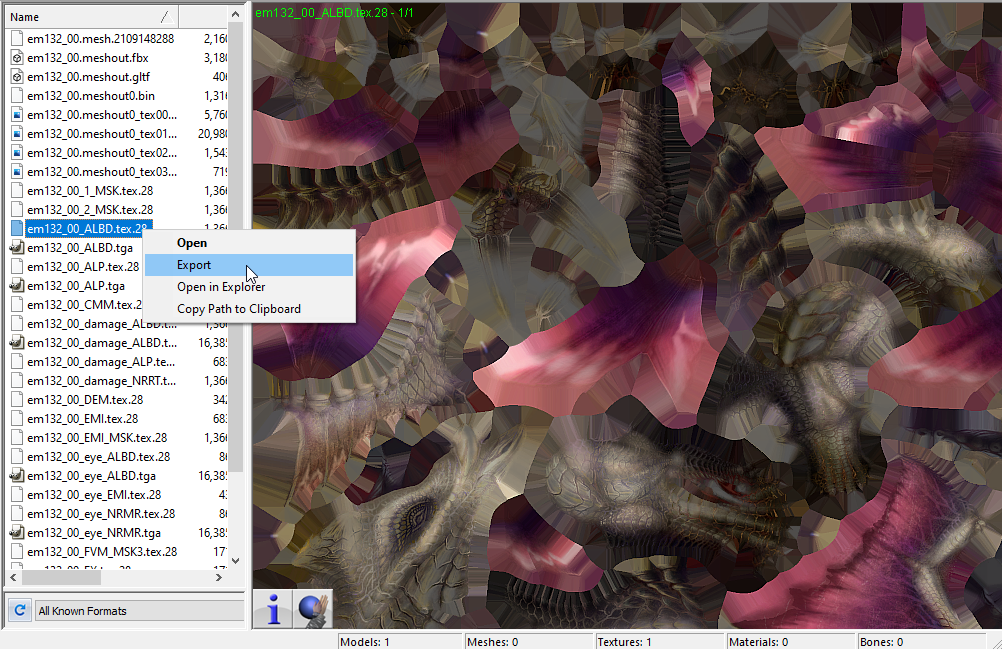 Name
em132_00.mesh.2109148288 2,16
em132_00.meshout.fbx 3,18
em132_00.meshout.gltf 40
em132_00.meshout0.bin 1,31
em132_00.meshout0_tex00... 5,76
em132_00.meshout0_tex01... 20,98
em132_00.meshout0_tex02... 1,54
em132_00.meshout0_tex03... 71
em132_00_1_MSK.tex.28 1,36
em132_00_2_MSK.tex.28 1,36
em132_00_ALBD.tex.28
em132_00_ALBD.tga
em132_00_ALP.tex.28
em132_00_ALP.tga
em132_00_CMM.tex.2
em132_00_damage_ALBD.t...
em132_00_damage_ALBD.t... 16,38
em132_00_damage_ALP.te... 68
em132_00_damage_NRRT.t... 1,36
em132_00_DEM.tex.28 34
em132_00_EMI.tex.28 68
em132_00_EMI_MSK.tex.28 1,36
em132_00_eye_ALBD.tex.28 8
em132_00_eye_ALBD.tga 16,38
em132_00_eye_EMI.tex.28 4
em132_00_eye_NRMR.tex.28 8
em132_00_eye_NRMR.tga 16,38
em132_00_FVM_MSK3.tex.28 17
Open
Export
Open in Explorer
Copy Path to Clipboard
All Known Formats
em132_00_ALBD.tex.28 - 1/1
Models: 1 Meshes: 0 Textures: 1 Materials: 0 Bones: 0